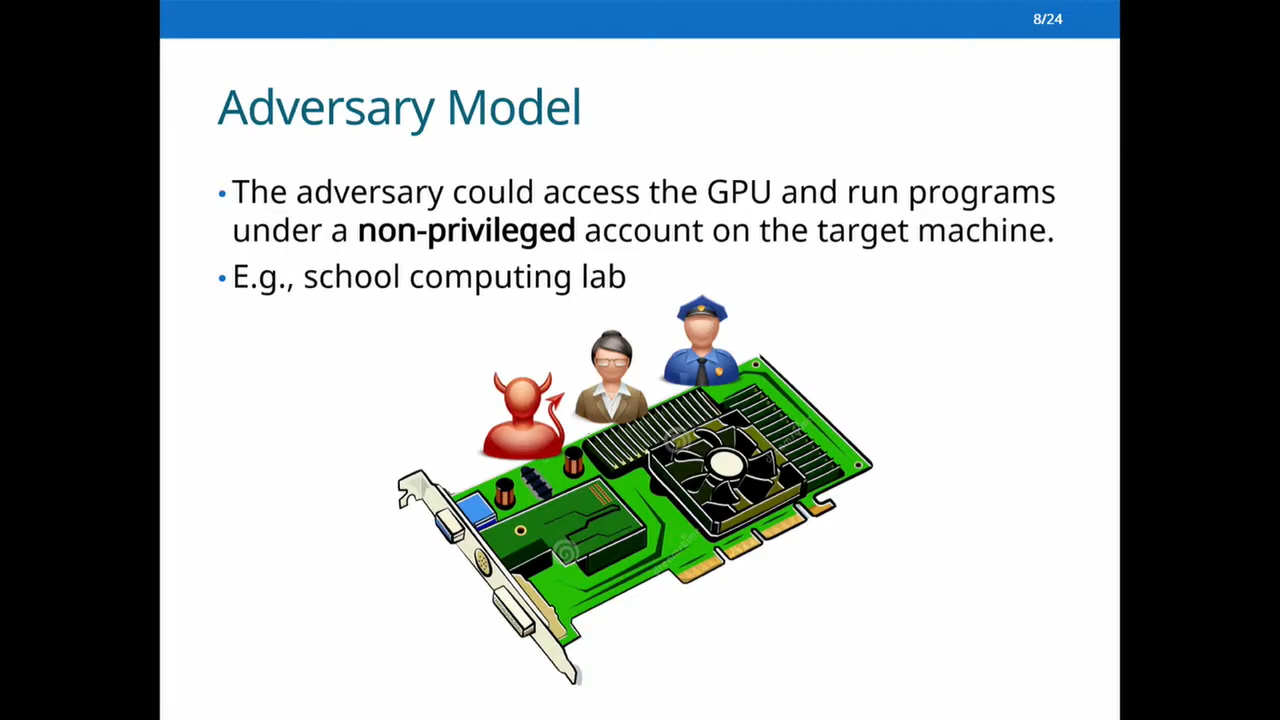 8/24
Adversary Model
• The adversary could access the GPU and run programs
under a non-privileged account on the target machine.
• E.g., school computing lab